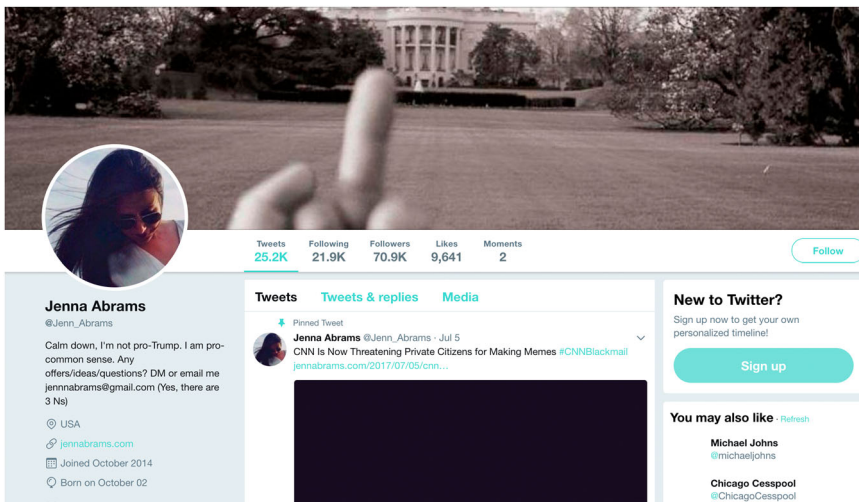 Tweets Following Followers Likes Moments
25.2K 21.9K 70.9K 9,641 2
Follow
Jenna Abrams
@Jenn_Abrams
Calm down, I'm not pro-Trump. I am pro-
common sense. Any
offers/ideas/questions? DM or email me
jennnabrams@gmail.com (Yes, there are
3 Ns)
USA
jennabrams.com
Joined October 2014
Born on October 02
Tweets Tweets & replies Media
Pinned Tweet
Jenna Abrams @Jenn_Abrams · Jul 5
CNN Is Now Threatening Private Citizens for Making Memes #CNNBlackmail
jennabrams.com/2017/07/05/cnn…
New to Twitter?
Sign up now to get your own
personalized timeline!
Sign up
You may also like · Refresh
Michael Johns
@michaeljohns
Chicago Cesspool
@ChicagoCesspool